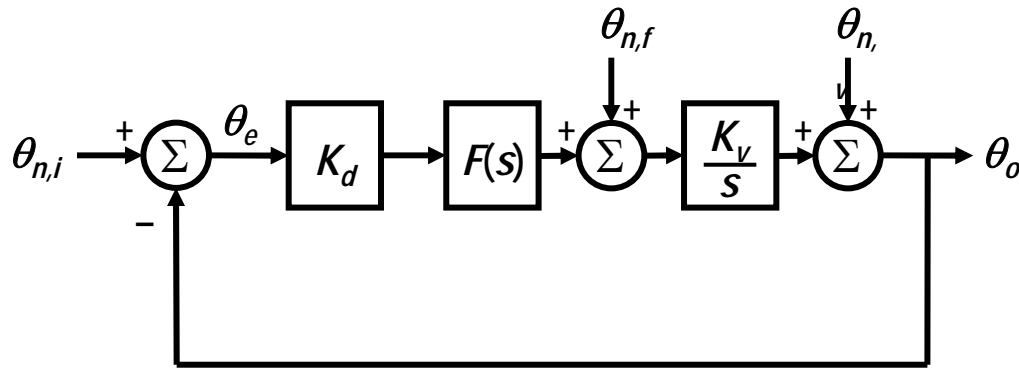 θn,f
θn,
v
+ + + + + +
θn,i
Σ
θe
Kd
F(s)
Σ
Kv
s
Σ
θo
−